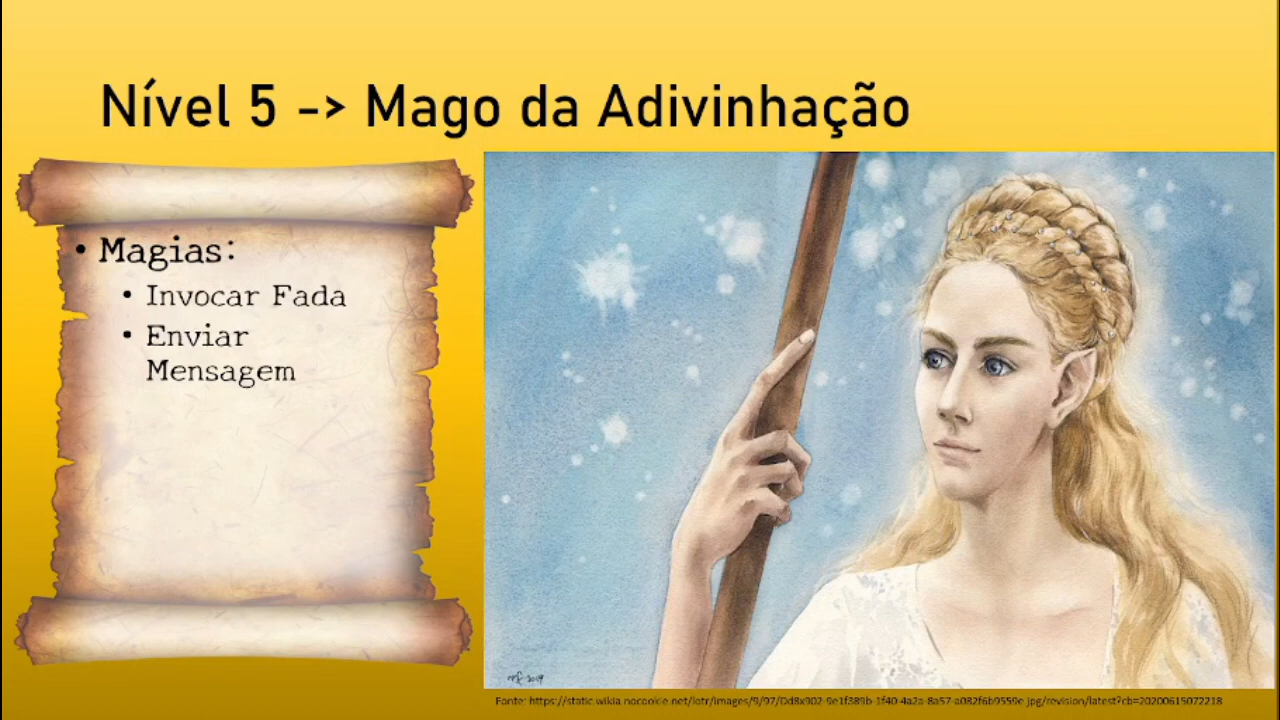 Nível 5 -> Mago da Adivinhação
• Magias:
• Invocar Fada
• Enviar
Mensagem
Fonte: https://static.wikia.nocookie.net/lotr/images/9/97/Dd8x902-9e1f389b-1f40-4a2a-8a57-a082f6b9559e.jpg/revision/latest?cb=20200615072218